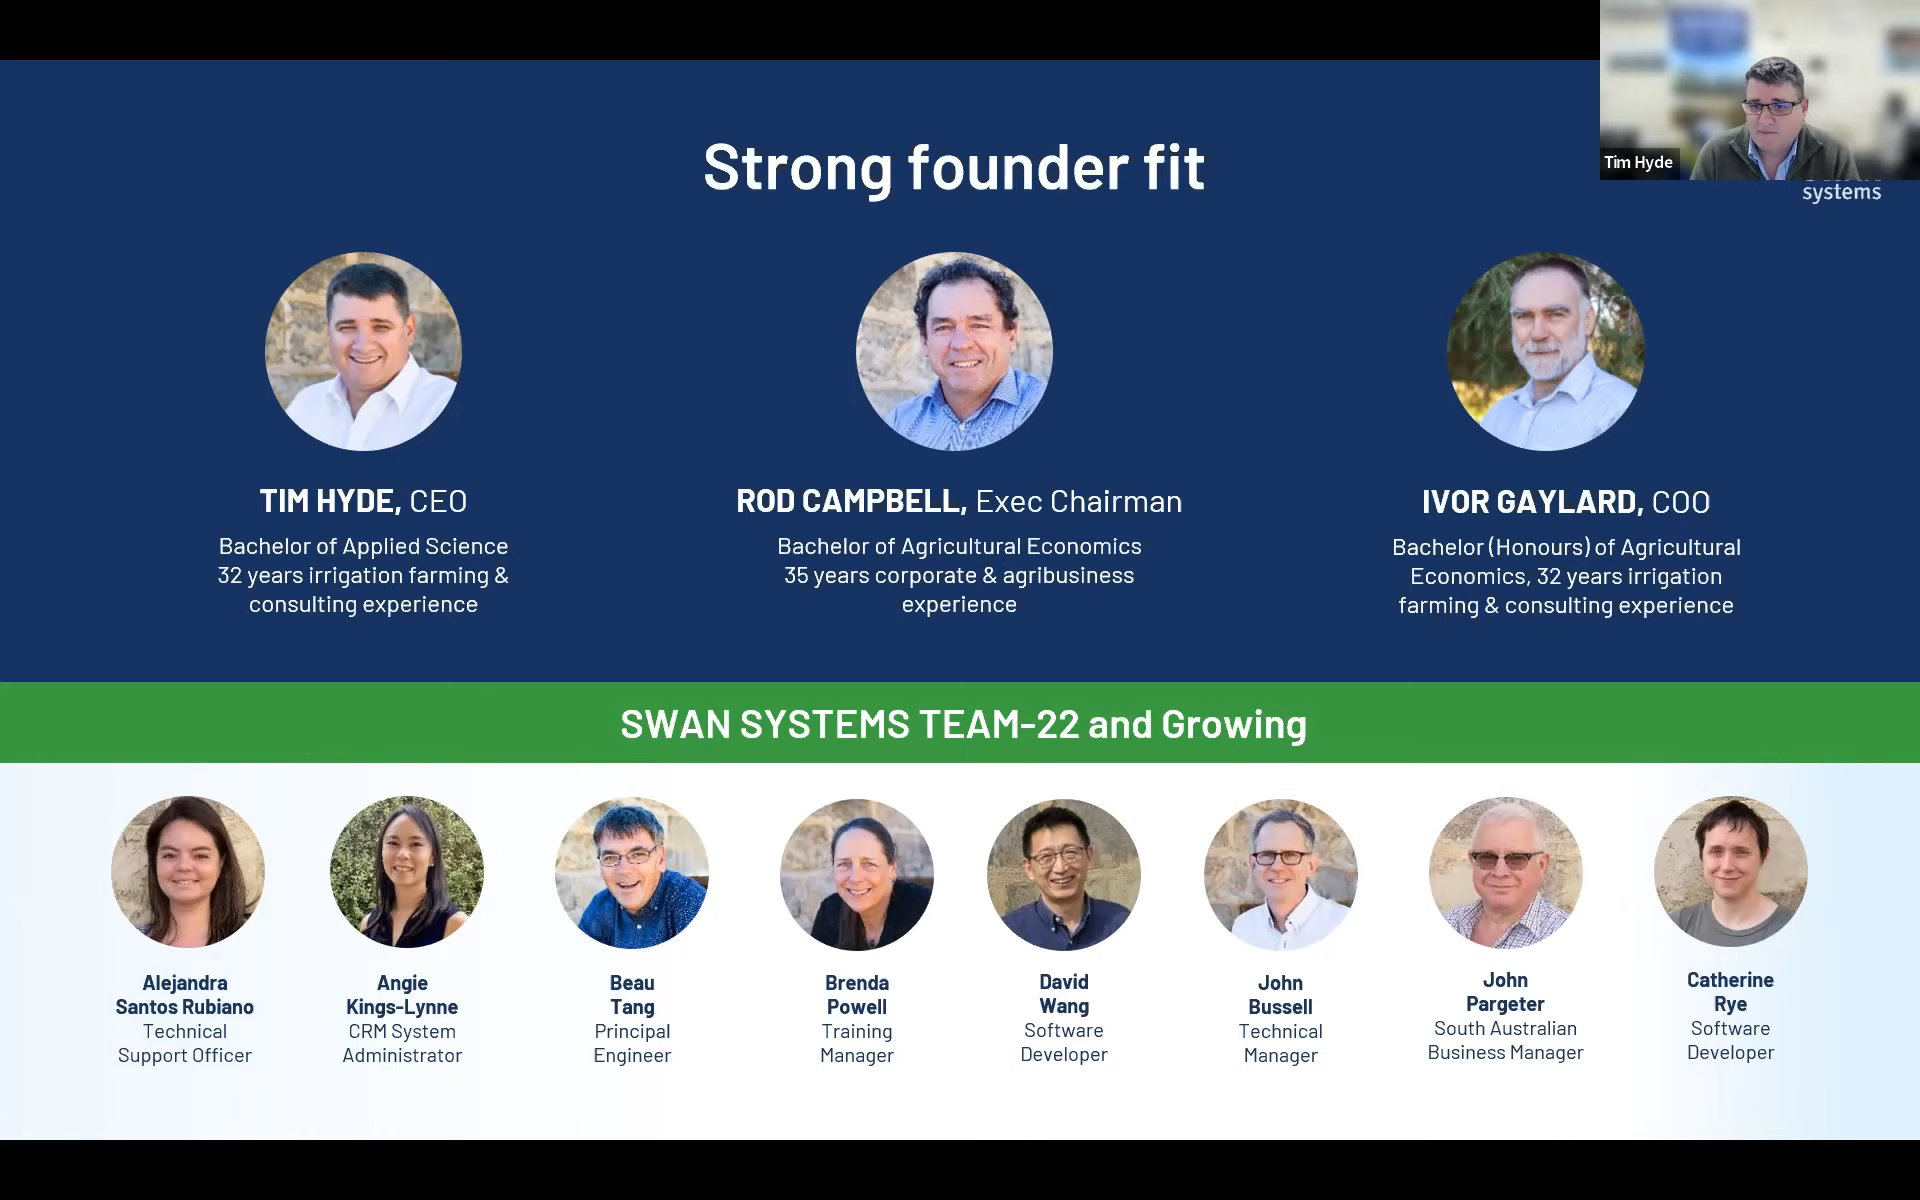 Strong founder fit
Tim Hyde
systems
TIM HYDE, CEO
Bachelor of Applied Science
32 years irrigation farming &
consulting experience
ROD CAMPBELL, Exec Chairman
Bachelor of Agricultural Economics
35 years corporate & agribusiness
experience
IVOR GAYLARD, COO
Bachelor (Honours) of Agricultural
Economics, 32 years irrigation
farming & consulting experience
SWAN SYSTEMS TEAM-22 and Growing
Alejandra
Santos Rubiano
Technical
Support Officer
Angie
Kings-Lynne
CRM System
Administrator
Beau
Tang
Principal
Engineer
Brenda
Powell
Training
Manager
David
Wang
Software
Developer
John
Bussell
Technical
Manager
John
Pargeter
South Australian
Business Manager
Catherine
Rye
Software
Developer